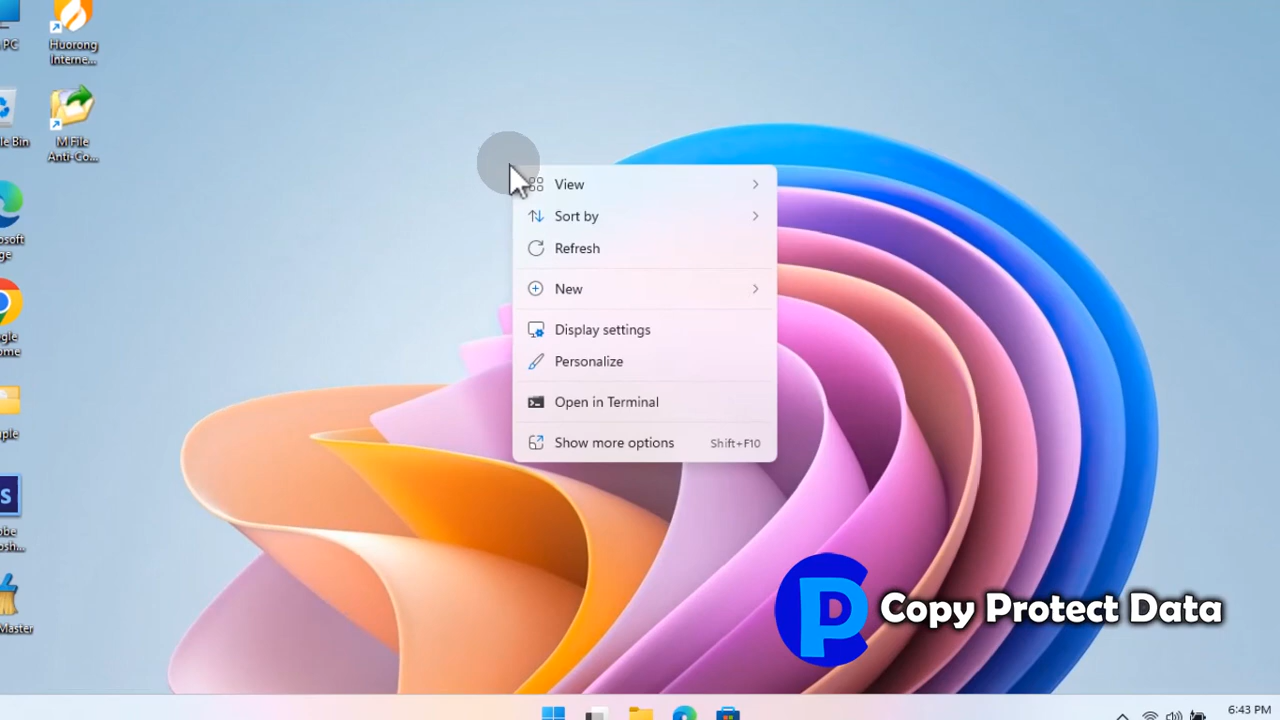 PC
Huorong
Interne...
le Bin
M File
Anti-Co...
osoft
ge
gle
ome
ple
S
obe
osh...
Master
View
Sort by
Refresh
New
Display settings
Personalize
Open in Terminal
Show more options Shift+F10
Copy Protect Data
6:43 PM